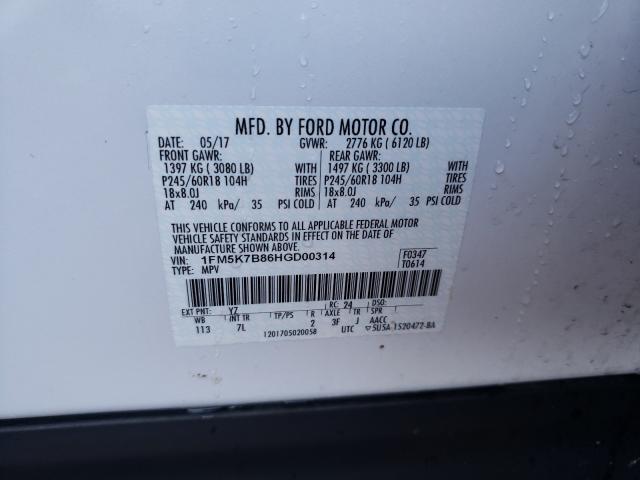 MFD. BY FORD MOTOR CO.
DATE: 05/17 GVWR: 2776 KG ( 6120 LB)
FRONT GAWR: REAR GAWR:
1397 KG ( 3080 LB) WITH 1497 KG ( 3300 LB) WITH
P245/60R18 104H TIRES P245/60R18 104H TIRES
18x8.0J RIMS 18x8.0J RIMS
AT 240 kPa/ 35 PSI COLD AT 240 kPa/ 35 PSI COLD
THIS VEHICLE CONFORMS TO ALL APPLICABLE FEDERAL MOTOR
VEHICLE SAFETY STANDARDS IN EFFECT ON THE DATE OF
MANUFACTURE SHOWN ABOVE.
VIN: 1FM5K7B86HGD00314 F0347
TYPE: MPV T0614
EXT PNT: YZ RC: 24 DSO:
WB INT TR TP/PS R AXLE TR SPR
113 7L 2 3F J AACC
1201705020058 UTC 5U5A 1520472-BA